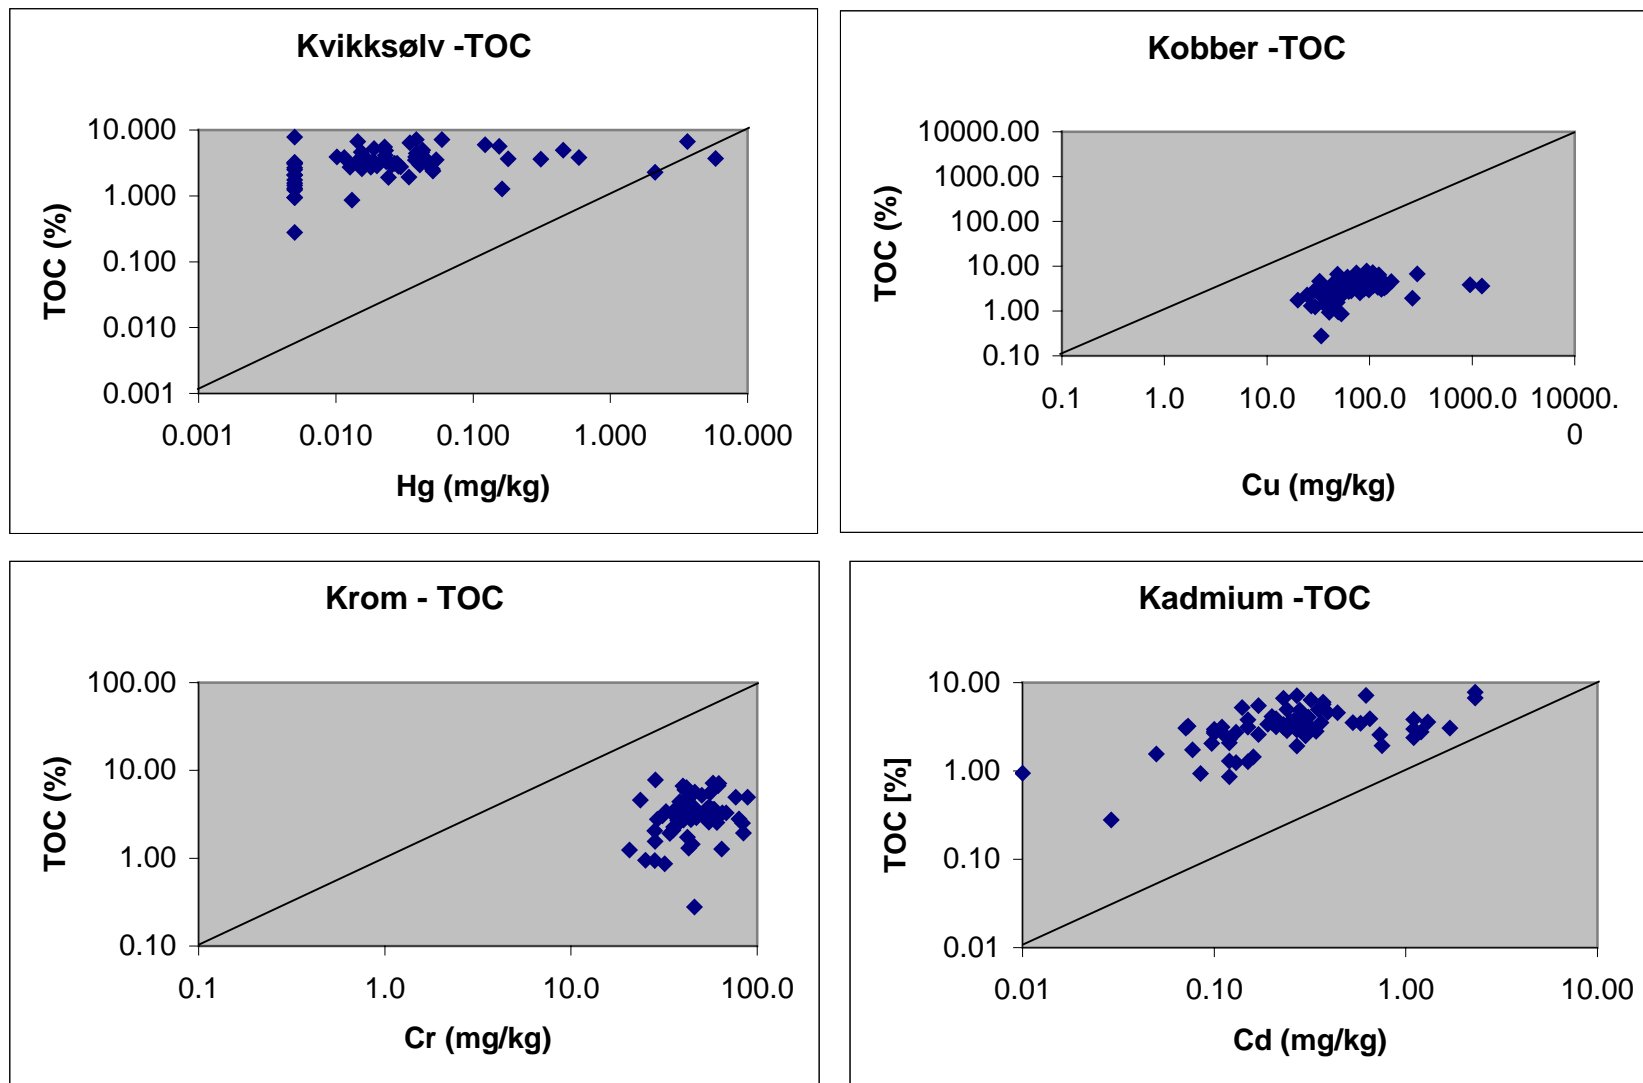 Kvikksølv -TOC
10.000
1.000
0.100
0.010
0.001
TOC (%)
0.001 0.010 0.100 1.000 10.000
Hg (mg/kg)
Kobber -TOC
10000.00
1000.00
100.00
10.00
1.00
0.10
TOC (%)
0.1 1.0 10.0 100.0 1000.0 10000.
0
Cu (mg/kg)
Krom - TOC
100.00
10.00
1.00
0.10
TOC (%)
0.1 1.0 10.0 100.0
Cr (mg/kg)
Kadmium -TOC
10.00
1.00
0.10
0.01
TOC [%]
0.01 0.10 1.00 10.00
Cd (mg/kg)